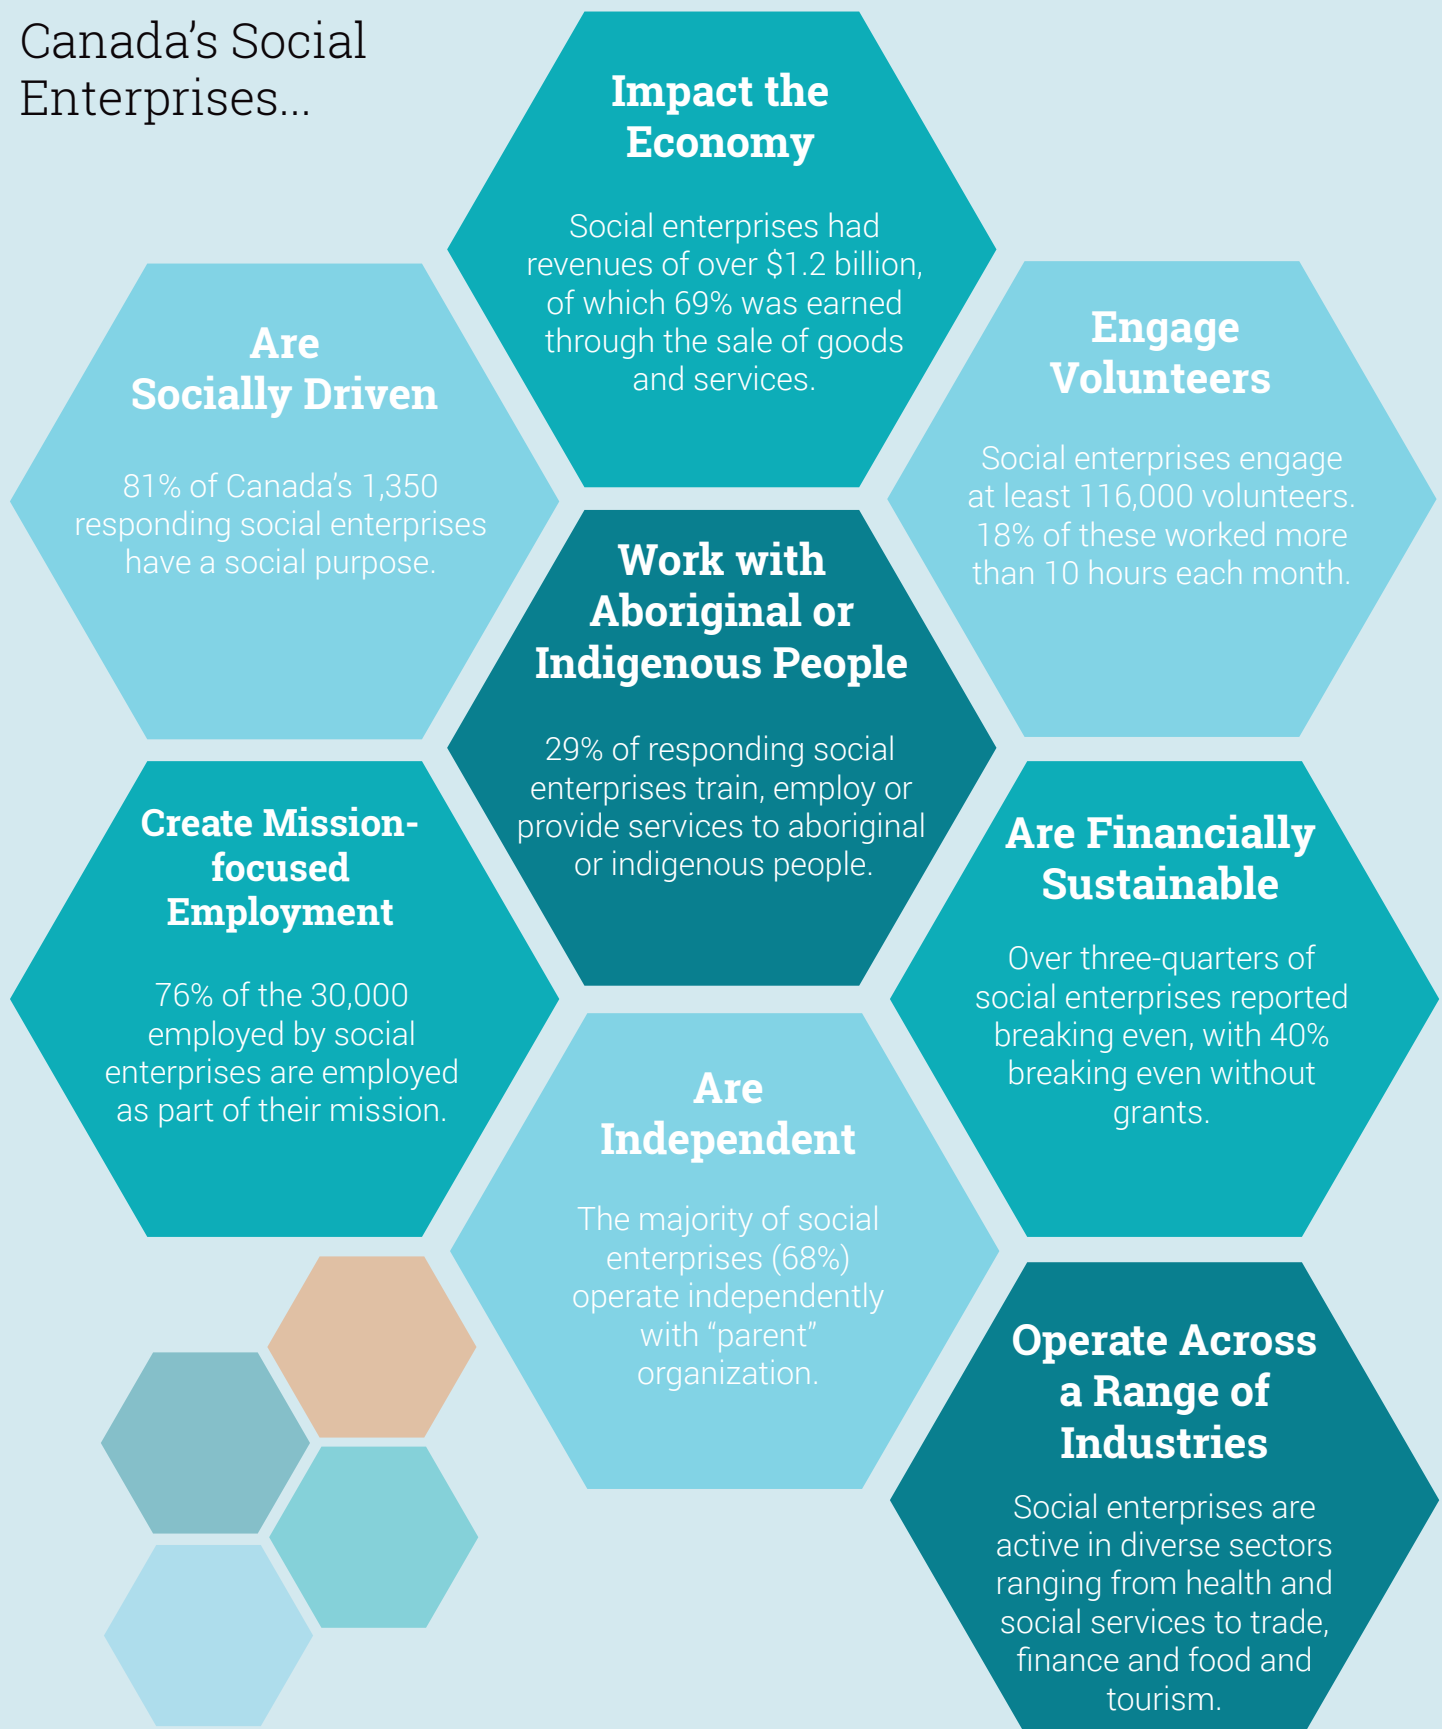 Canada's Social
Enterprises...
Impact the
Economy
Social enterprises had
revenues of over $1.2 billion,
of which 69% was earned
through the sale of goods
and services.
Are
Socially Driven
81% of Canada's 1,350
responding social enterprises
have a social purpose.
Engage
Volunteers
Social enterprises engage
at least 116,000 volunteers.
18% of these worked more
than 10 hours each month.
Work with
Aboriginal or
Indigenous People
29% of responding social
enterprises train, employ or
provide services to aboriginal
or indigenous people.
Create Mission-
focused
Employment
76% of the 30,000
employed by social
enterprises are employed
as part of their mission.
Are Financially
Sustainable
Over three-quarters of
social enterprises reported
breaking even, with 40%
breaking even without
grants.
Are
Independent
The majority of social
enterprises (68%)
operate independently
with “parent”
organization.
Operate Across
a Range of
Industries
Social enterprises are
active in diverse sectors
ranging from health and
social services to trade,
finance and food and
tourism.